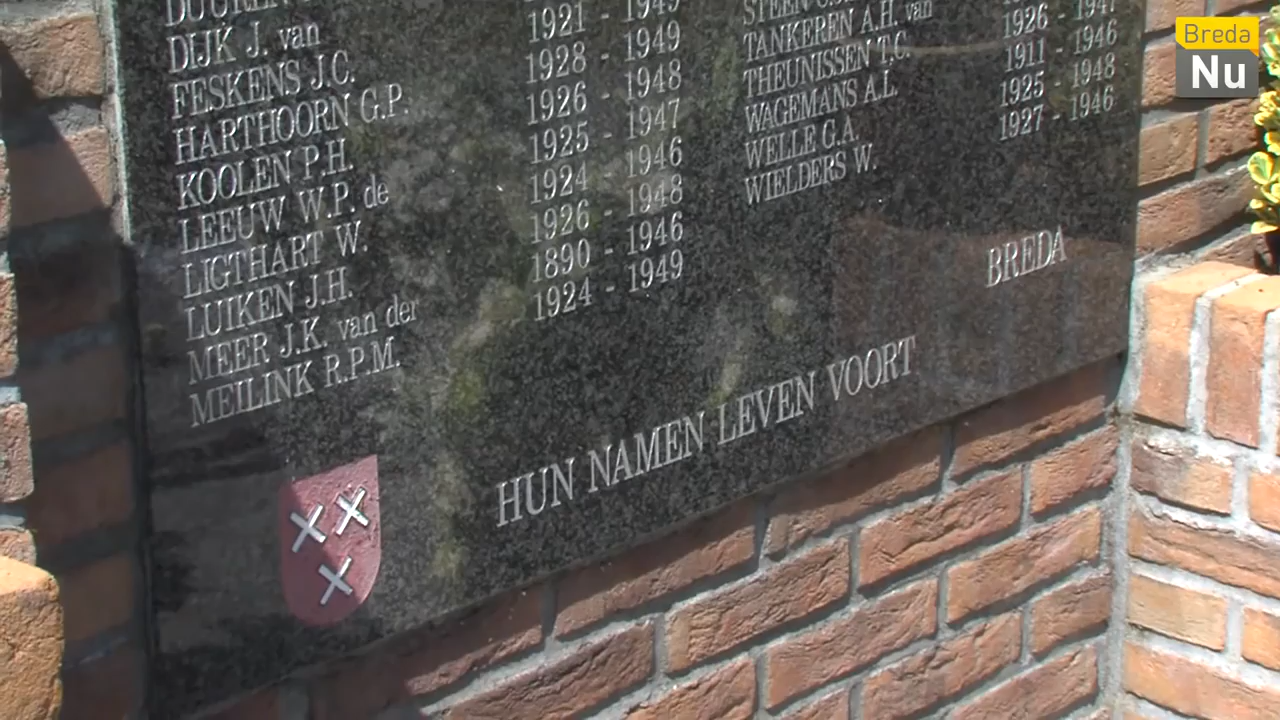 DIJK J. van
FESKENS J.C. 1921 - 1949 TANKEREN A.H. van
HARTHOORN G.P. 1928 - 1949 THEUNISSEN T.C. 1926 - 1947
KOOLEN P.H. 1926 - 1948 WAGEMANS A.L. 1911 - 1946
LEEUW W.P. de 1925 - 1947 WELLE G.A. 1925 - 1948
LIGTHART W. 1924 - 1946 WIELDERS W. 1927 - 1946
LUIKEN J.H. 1926 - 1948
MEER J.K. van der 1890 - 1946
MEILINK R.P.M. 1924 - 1949
BREDA
HUN NAMEN LEVEN VOORT
Breda
Nu